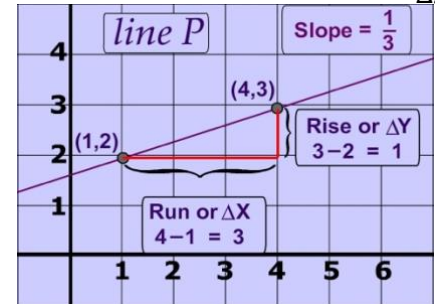 line P
Slope = 1/3
4
(4,3)
3
Rise or ΔY
3−2 = 1
(1,2)
2
1
Run or ΔX
4−1 = 3
1 2 3 4 5 6